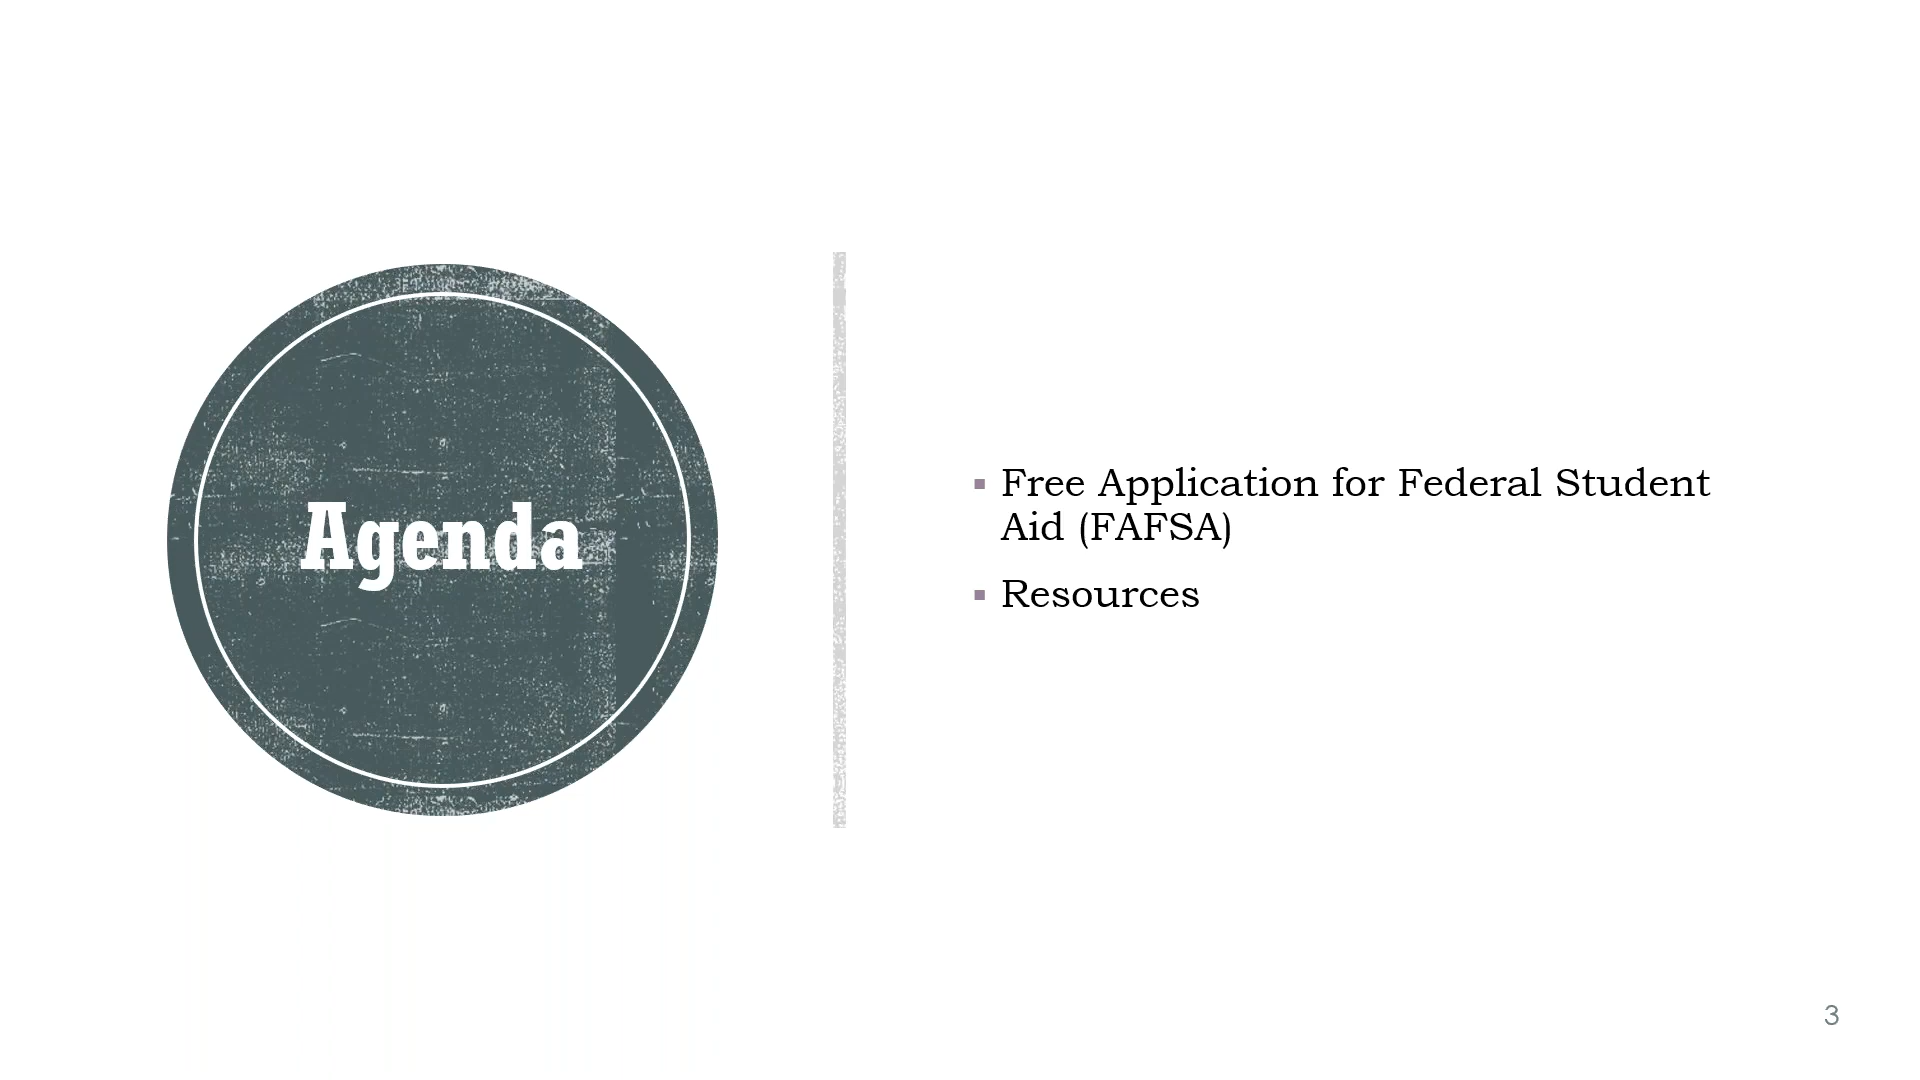 Agenda
▪ Free Application for Federal Student
Aid (FAFSA)
▪ Resources
3